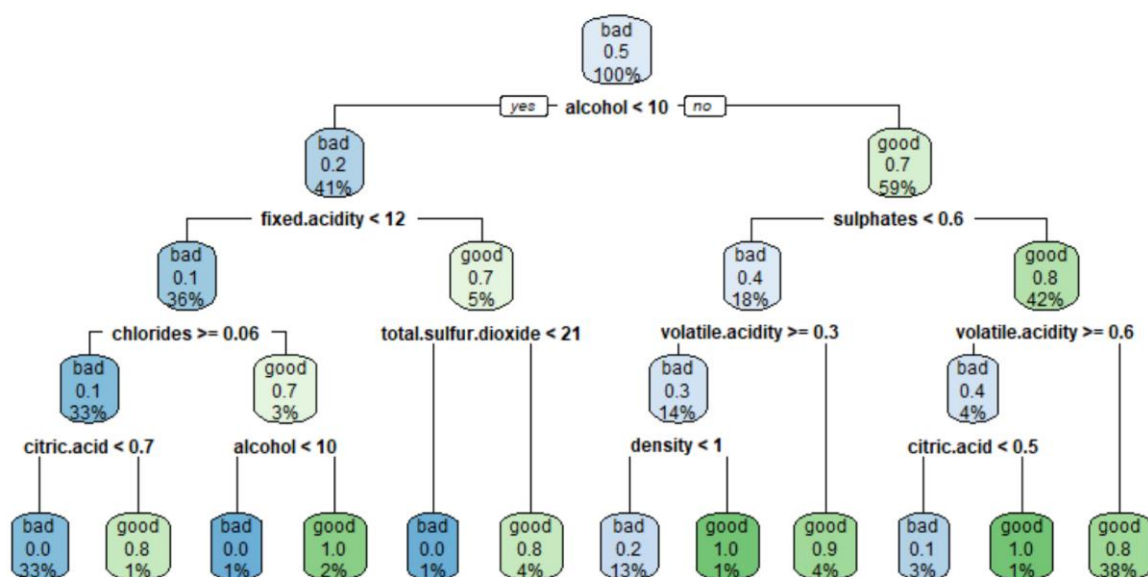 bad
0.5
100%
yes alcohol < 10 no
bad
0.2
41%
good
0.7
59%
fixed.acidity < 12
sulphates < 0.6
bad
0.1
36%
good
0.7
5%
bad
0.4
18%
good
0.8
42%
chlorides >= 0.06
total.sulfur.dioxide < 21
volatile.acidity >= 0.3
volatile.acidity >= 0.6
bad
0.1
33%
good
0.7
3%
bad
0.3
14%
bad
0.4
4%
citric.acid < 0.7
alcohol < 10
density < 1
citric.acid < 0.5
bad
0.0
33%
good
0.8
1%
bad
0.0
1%
good
1.0
2%
bad
0.0
1%
good
0.8
4%
bad
0.2
13%
good
1.0
1%
good
0.9
4%
bad
0.1
3%
good
1.0
1%
good
0.8
38%